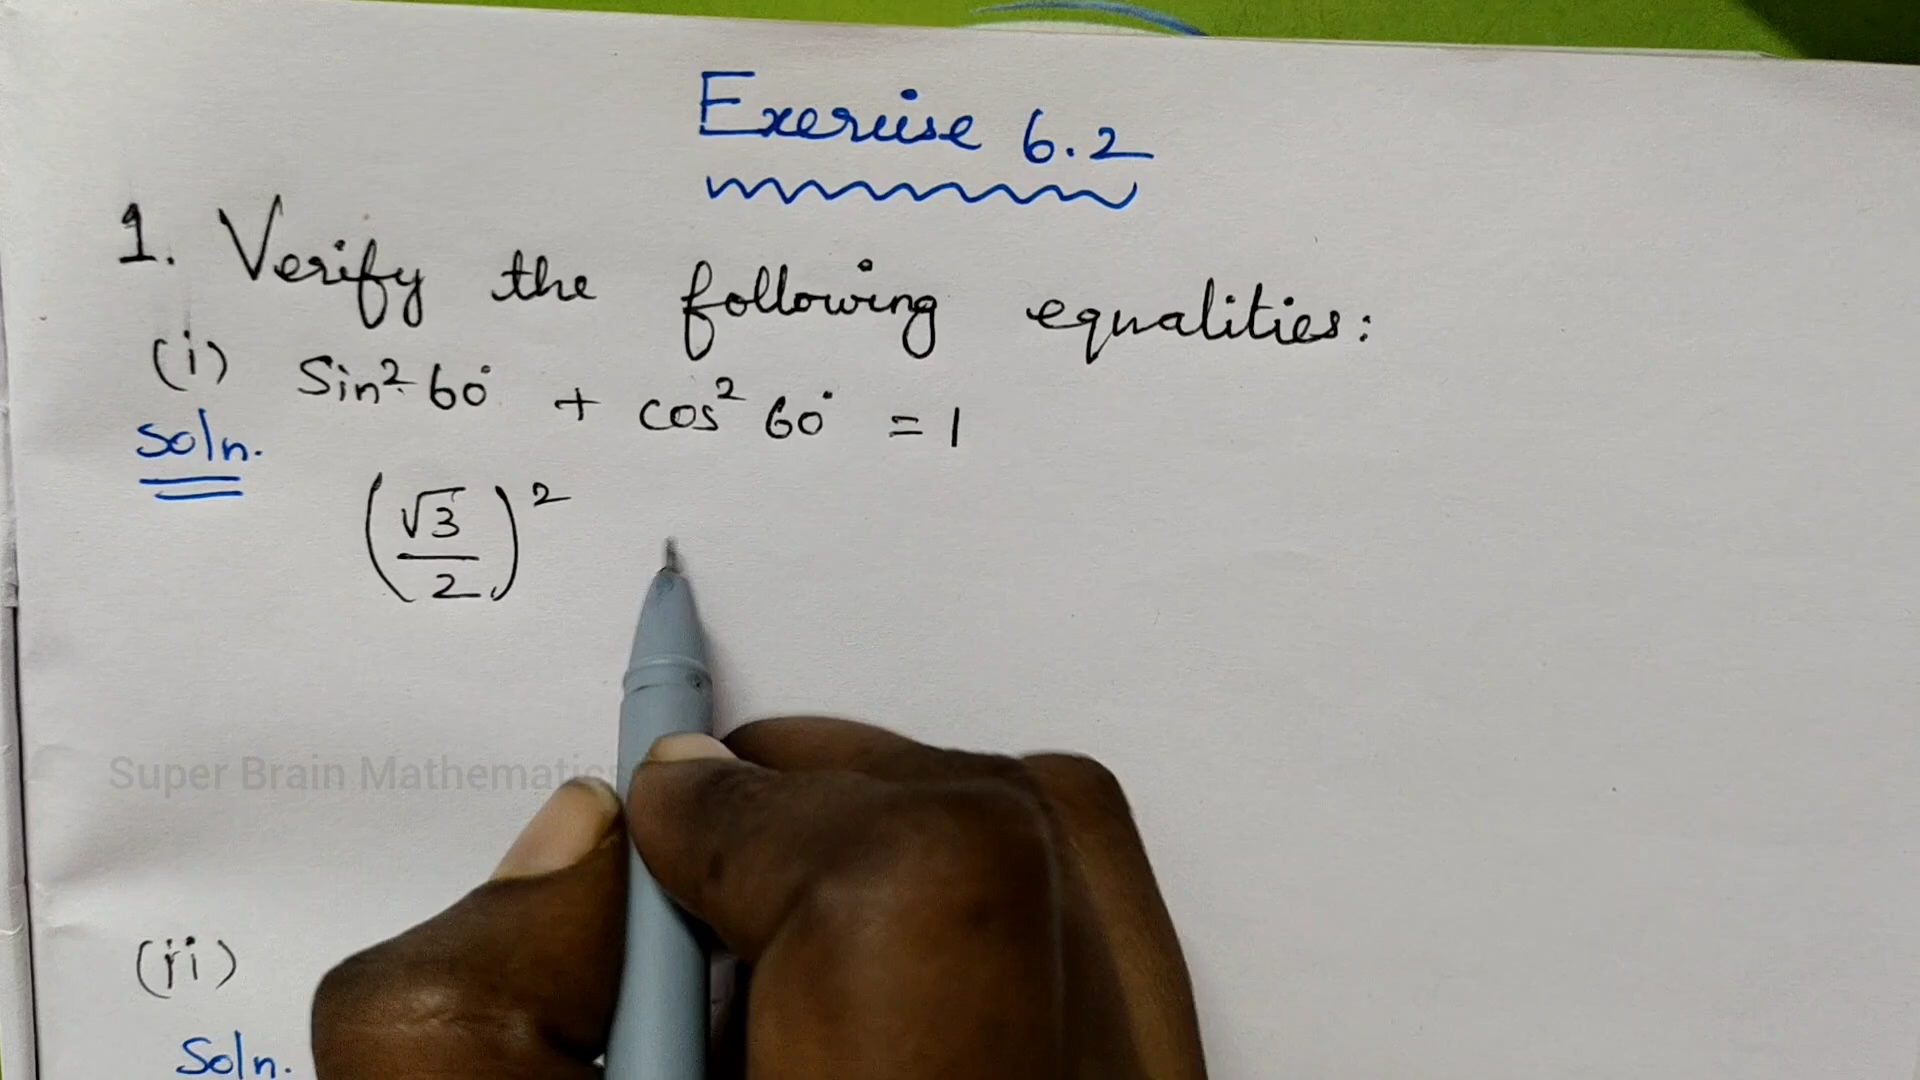 Exercise 6.2
1. Verify the following equalities:
(i) Sin² 60° + cos² 60° = 1
Soln.
(√3/2)²
Super Brain Mathematics
(ii)
Soln.